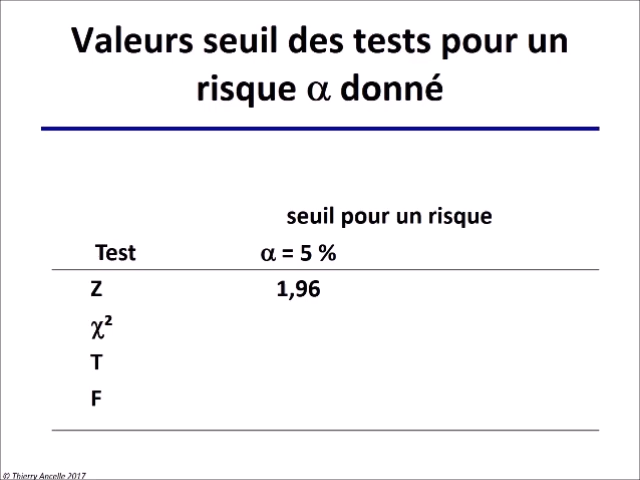 Valeurs seuil des tests pour un
risque α donné
seuil pour un risque
Test α = 5 %
Z 1,96
χ²
T
F
© Thierry Ancelle 2017